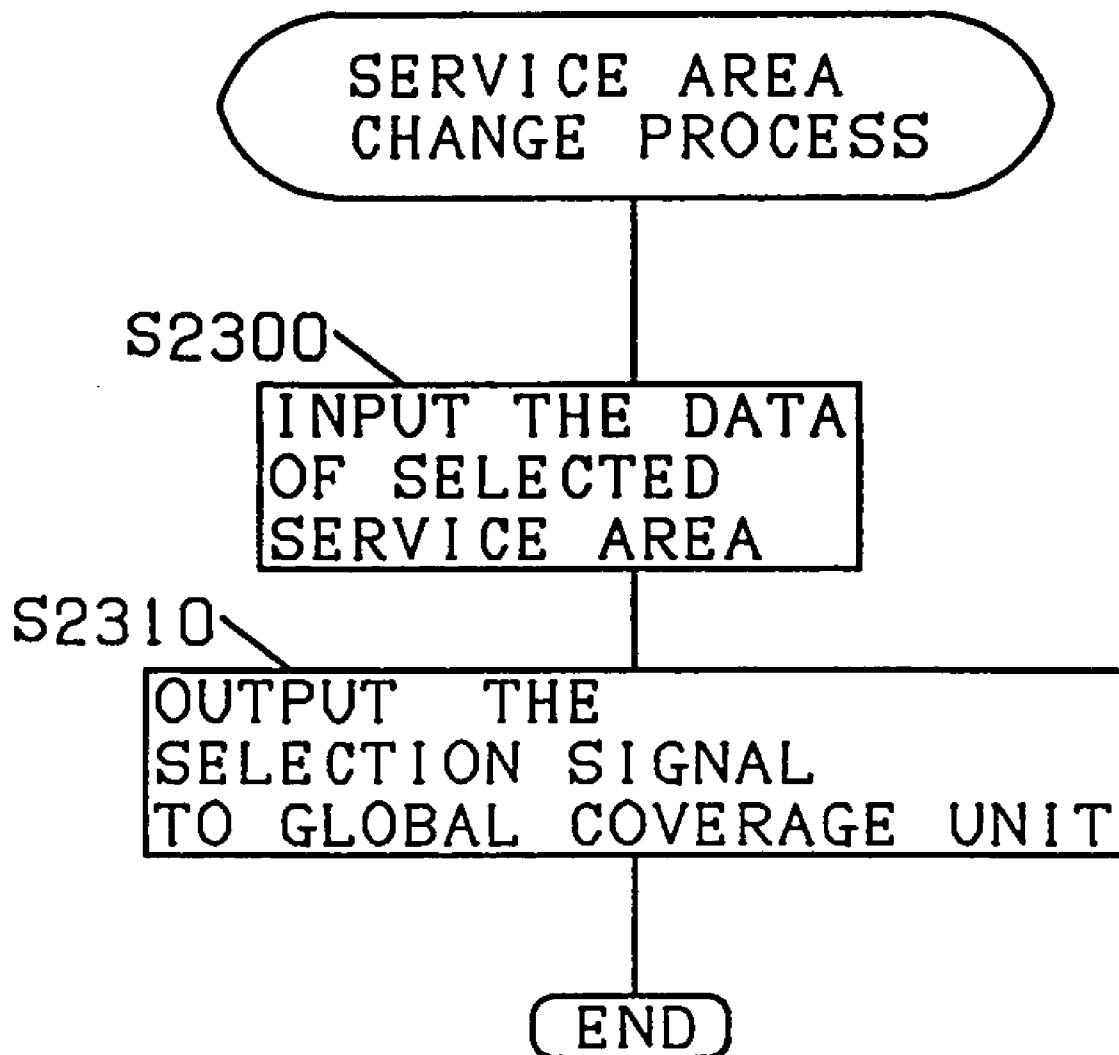 SERVICE AREA
CHANGE PROCESS
S2300
INPUT THE DATA
OF SELECTED
SERVICE AREA
S2310
OUTPUT THE
SELECTION SIGNAL
TO GLOBAL COVERAGE UNIT
END